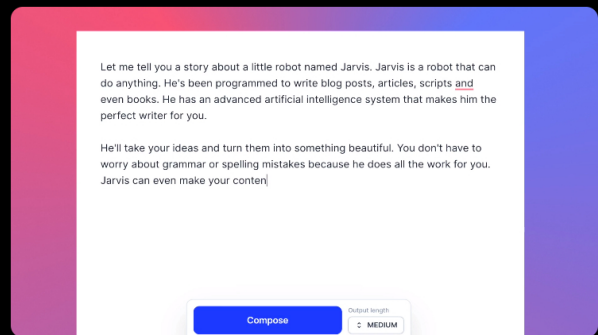 Let me tell you a story about a little robot named Jarvis. Jarvis is a robot that can
do anything. He's been programmed to write blog posts, articles, scripts and
even books. He has an advanced artificial intelligence system that makes him the
perfect writer for you.
He'll take your ideas and turn them into something beautiful. You don't have to
worry about grammar or spelling mistakes because he does all the work for you.
Jarvis can even make your conten
Output length
Compose
MEDIUM